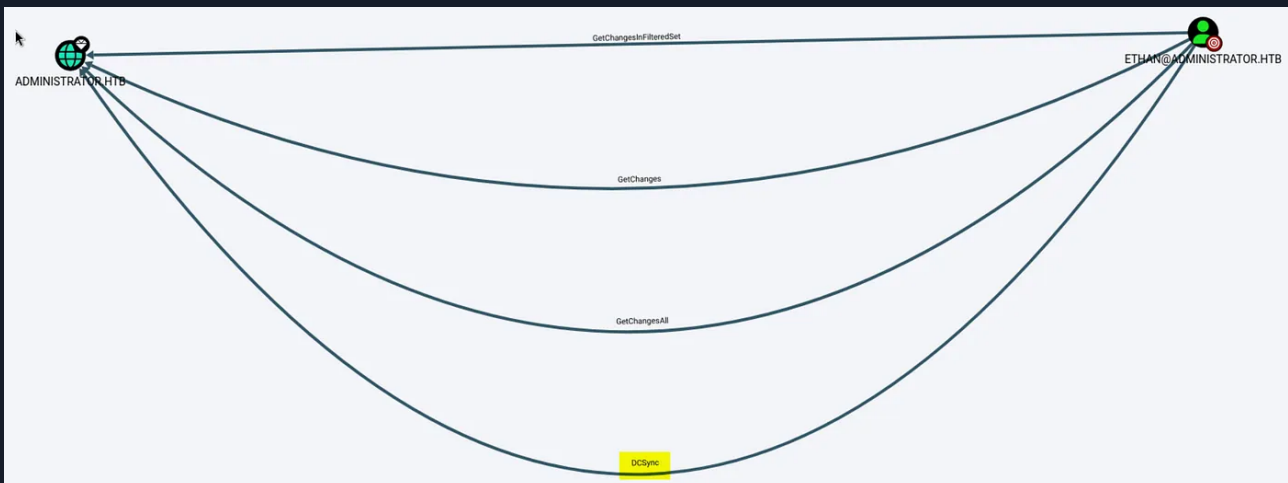 GetChangesInFilteredSet
ETHAN@ADMINISTRATOR.HTB
ADMINISTRATOR.HTB
GetChanges
GetChangesAll
DCSync